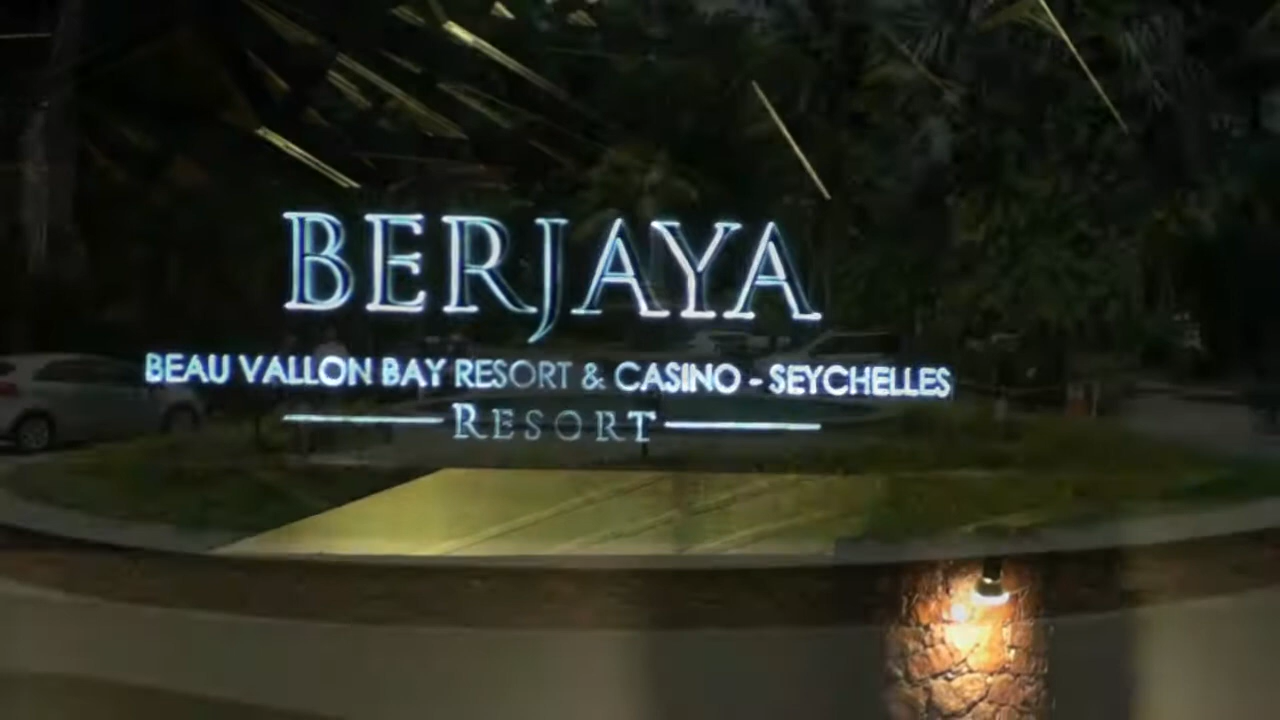 BERJAYA
BEAU VALLON BAY RESORT & CASINO - SEYCHELLES
RESORT